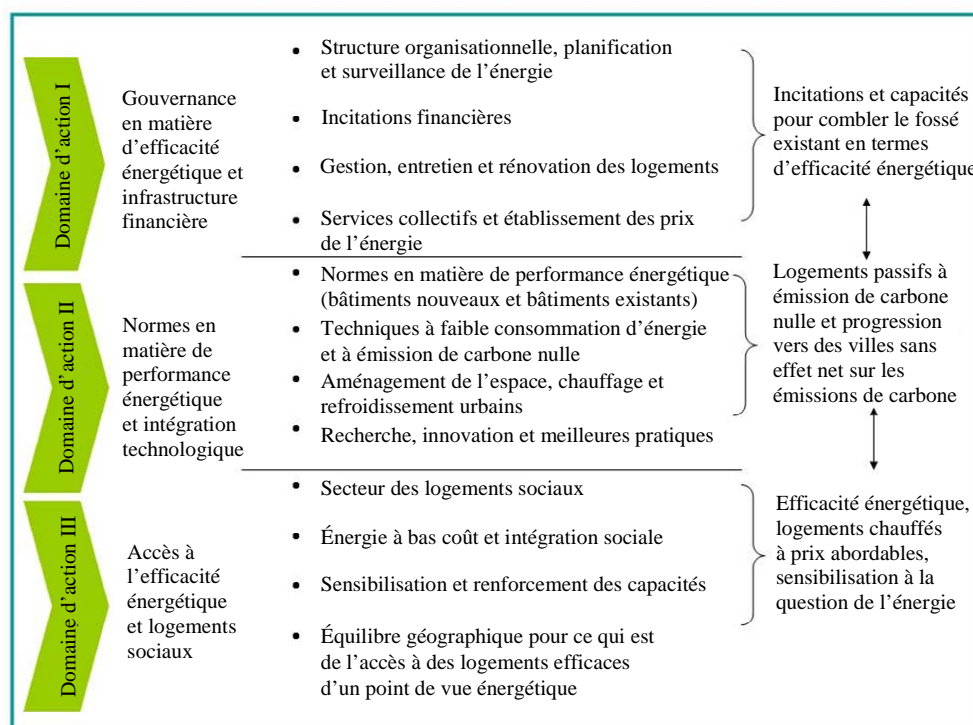 Domaine d'action I
Gouvernance
en matière
d'efficacité
énergétique et
infrastructure
financière
• Structure organisationnelle, planification
et surveillance de l'énergie
• Incitations financières
• Gestion, entretien et rénovation des logements
• Services collectifs et établissement des prix
de l'énergie
Incitations et capacités
pour combler le fossé
existant en termes
d'efficacité énergétique
Domaine d'action II
Normes en
matière de
performance
énergétique
et intégration
technologique
• Normes en matière de performance énergétique
(bâtiments nouveaux et bâtiments existants)
• Techniques à faible consommation d'énergie
et à émission de carbone nulle
• Aménagement de l'espace, chauffage et
refroidissement urbains
• Recherche, innovation et meilleures pratiques
Logements passifs à
émission de carbone
nulle et progression
vers des villes sans
effet net sur les
émissions de carbone
Domaine d'action III
Accès à
l'efficacité
énergétique
et logements
sociaux
• Secteur des logements sociaux
• Énergie à bas coût et intégration sociale
• Sensibilisation et renforcement des capacités
• Équilibre géographique pour ce qui est
de l'accès à des logements efficaces
d'un point de vue énergétique
Efficacité énergétique,
logements chauffés
à prix abordables,
sensibilisation à la
question de l'énergie